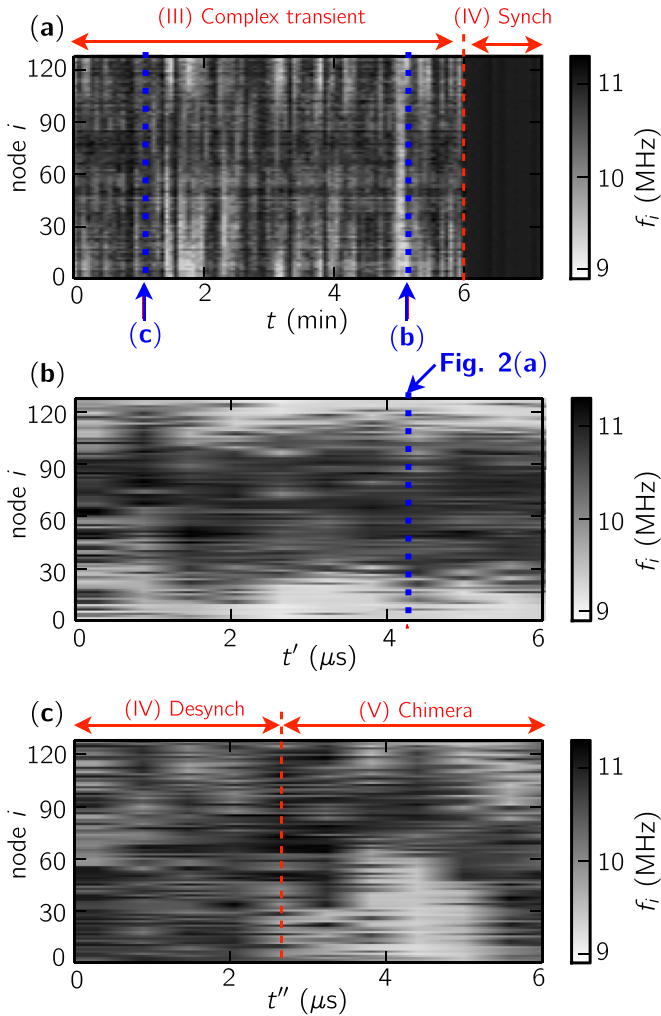 (III) Complex transient (IV) Synch
(a)
120
90
60
30
0
node i
0 2 4 6
t (min)
(c) (b)
11
10
9
f_i (MHz)
(b)
Fig. 2(a)
120
90
60
30
0
node i
0 2 4 6
t′ (μs)
11
10
9
f_i (MHz)
(c)
(IV) Desynch (V) Chimera
120
90
60
30
0
node i
0 2 4 6
t″ (μs)
11
10
9
f_i (MHz)